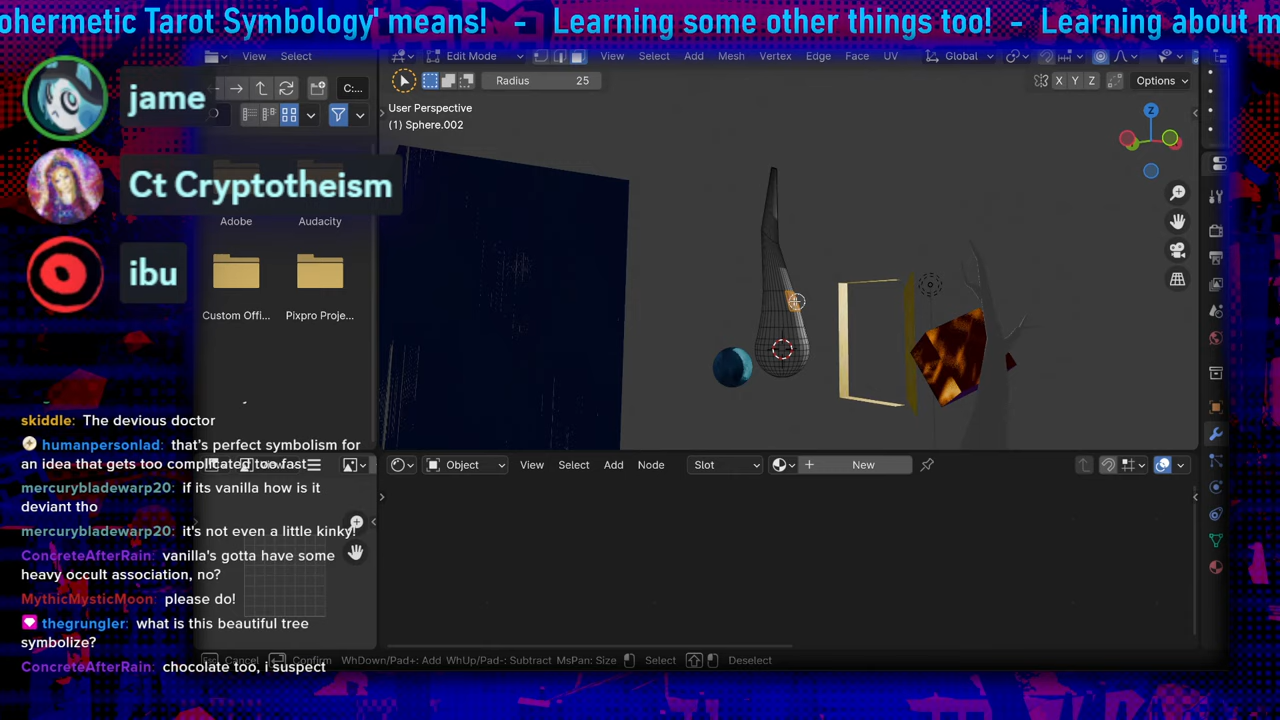 ohermetic Tarot Symbology' means!   -   Learning some other things too!  -  Learning about m
jame
Ct Cryptotheism
ibu
View
Select
C:...
Adobe
Audacity
Custom Offi...
Pixpro Proje...
Edit Mode
View
Select
Add
Mesh
Vertex
Edge
Face
UV
Global
Radius
25
X
Y
Z
Options
User Perspective
(1) Sphere.002
Z
skiddle: The devious doctor
humanpersonlad: that's perfect symbolism for
an idea that gets too complicated too fast
mercurybladewarp20: if its vanilla how is it
deviant tho
mercurybladewarp20: it's not even a little kinky!
ConcreteAfterRain: vanilla's gotta have some
heavy occult association, no?
MythicMysticMoon: please do!
thegrungler: what is this beautiful tree
symbolize?
ConcreteAfterRain: chocolate too, i suspect
Object
View
Select
Add
Node
Slot
New
Cancel
Confirm
WhDown/Pad+: Add
WhUp/Pad-: Subtract
MsPan: Size
Select
Deselect